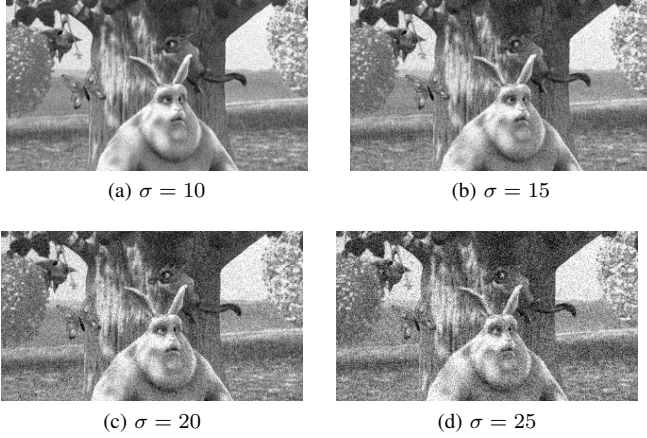 (a) σ = 10
(b) σ = 15
(c) σ = 20
(d) σ = 25